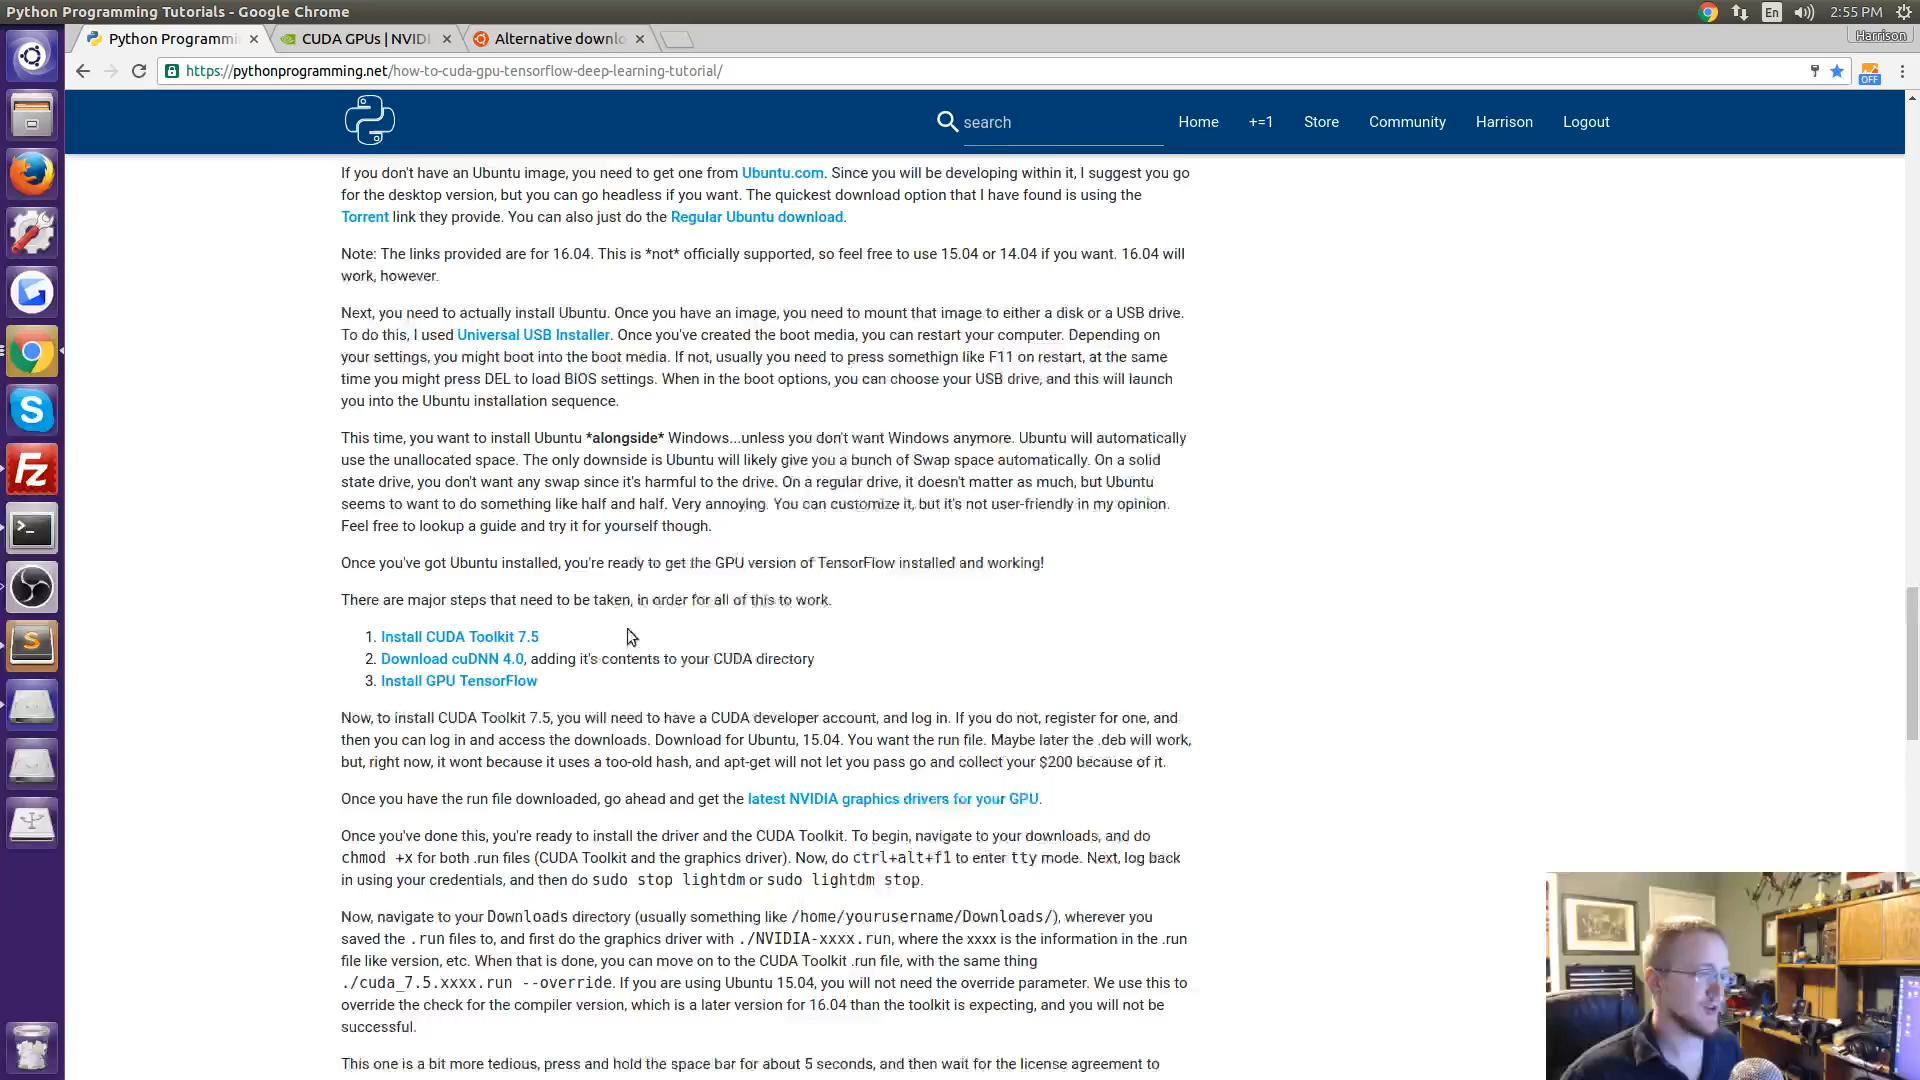 Python Programming Tutorials - Google Chrome
En
2:55 PM
Python Programmi
CUDA GPUs | NVIDI
Alternative downlo
Harrison
https://pythonprogramming.net/how-to-cuda-gpu-tensorflow-deep-learning-tutorial/
OFF
search
Home
+=1
Store
Community
Harrison
Logout
If you don't have an Ubuntu image, you need to get one from Ubuntu.com. Since you will be developing within it, I suggest you go
for the desktop version, but you can go headless if you want. The quickest download option that I have found is using the
Torrent link they provide. You can also just do the Regular Ubuntu download.
Note: The links provided are for 16.04. This is *not* officially supported, so feel free to use 15.04 or 14.04 if you want. 16.04 will
work, however.
Next, you need to actually install Ubuntu. Once you have an image, you need to mount that image to either a disk or a USB drive.
To do this, I used Universal USB Installer. Once you've created the boot media, you can restart your computer. Depending on
your settings, you might boot into the boot media. If not, usually you need to press somethign like F11 on restart, at the same
time you might press DEL to load BIOS settings. When in the boot options, you can choose your USB drive, and this will launch
you into the Ubuntu installation sequence.
This time, you want to install Ubuntu *alongside* Windows...unless you don't want Windows anymore. Ubuntu will automatically
use the unallocated space. The only downside is Ubuntu will likely give you a bunch of Swap space automatically. On a solid
state drive, you don't want any swap since it's harmful to the drive. On a regular drive, it doesn't matter as much, but Ubuntu
seems to want to do something like half and half. Very annoying. You can customize it, but it's not user-friendly in my opinion.
Feel free to lookup a guide and try it for yourself though.
Once you've got Ubuntu installed, you're ready to get the GPU version of TensorFlow installed and working!
There are major steps that need to be taken, in order for all of this to work.
1. Install CUDA Toolkit 7.5
2. Download cuDNN 4.0, adding it's contents to your CUDA directory
3. Install GPU TensorFlow
Now, to install CUDA Toolkit 7.5, you will need to have a CUDA developer account, and log in. If you do not, register for one, and
then you can log in and access the downloads. Download for Ubuntu, 15.04. You want the run file. Maybe later the .deb will work,
but, right now, it wont because it uses a too-old hash, and apt-get will not let you pass go and collect your $200 because of it.
Once you have the run file downloaded, go ahead and get the latest NVIDIA graphics drivers for your GPU.
Once you've done this, you're ready to install the driver and the CUDA Toolkit. To begin, navigate to your downloads, and do
chmod +x for both .run files (CUDA Toolkit and the graphics driver). Now, do ctrl+alt+f1 to enter tty mode. Next, log back
in using your credentials, and then do sudo stop lightdm or sudo lightdm stop.
Now, navigate to your Downloads directory (usually something like /home/yourusername/Downloads/), wherever you
saved the .run files to, and first do the graphics driver with ./NVIDIA-xxxx.run, where the xxxx is the information in the .run
file like version, etc. When that is done, you can move on to the CUDA Toolkit .run file, with the same thing
./cuda_7.5.xxxx.run --override. If you are using Ubuntu 15.04, you will not need the override parameter. We use this to
override the check for the compiler version, which is a later version for 16.04 than the toolkit is expecting, and you will not be
successful.
This one is a bit more tedious, press and hold the space bar for about 5 seconds, and then wait for the license agreement to